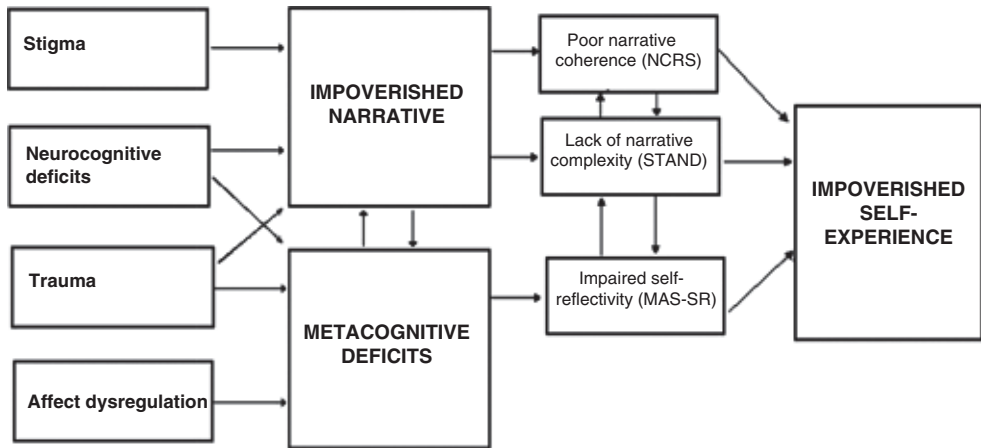 Stigma
Neurocognitive
deficits
Trauma
Affect dysregulation
IMPOVERISHED
NARRATIVE
METACOGNITIVE
DEFICITS
Poor narrative
coherence (NCRS)
Lack of narrative
complexity (STAND)
Impaired self-
reflectivity (MAS-SR)
IMPOVERISHED
SELF-
EXPERIENCE